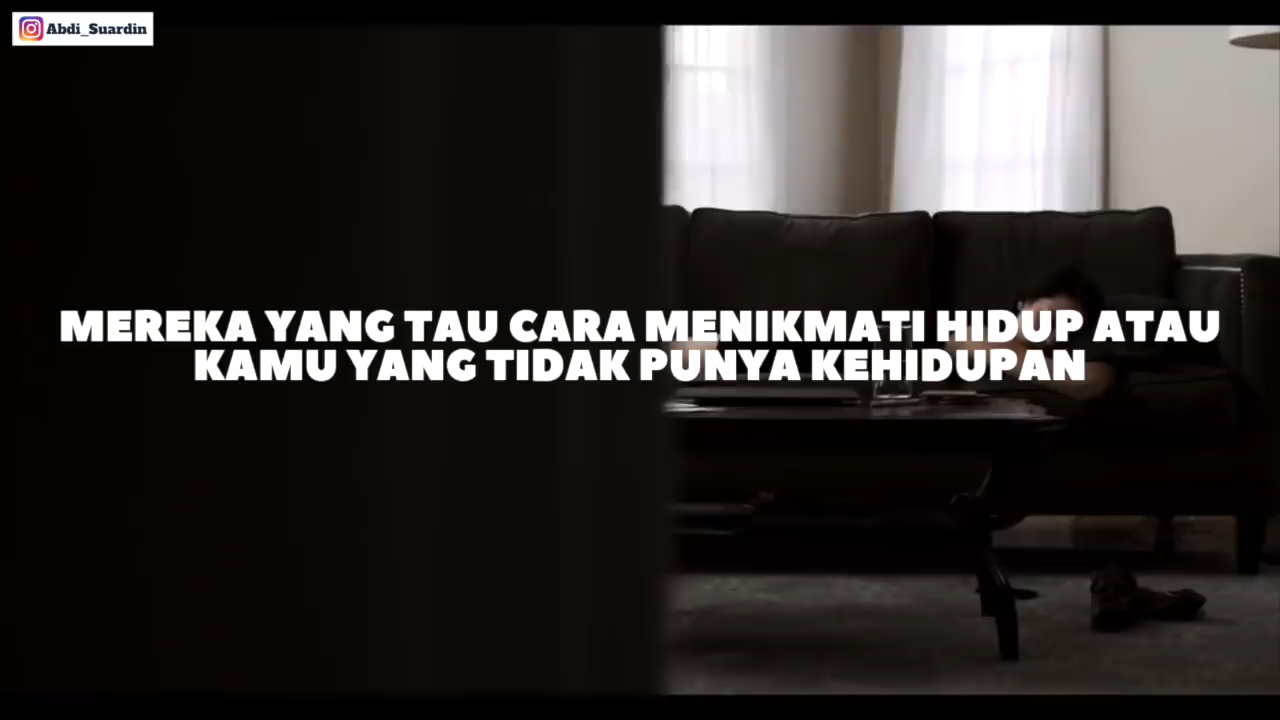 Abdi_Suardin
MEREKA YANG TAU CARA MENIKMATI HIDUP ATAU
KAMU YANG TIDAK PUNYA KEHIDUPAN